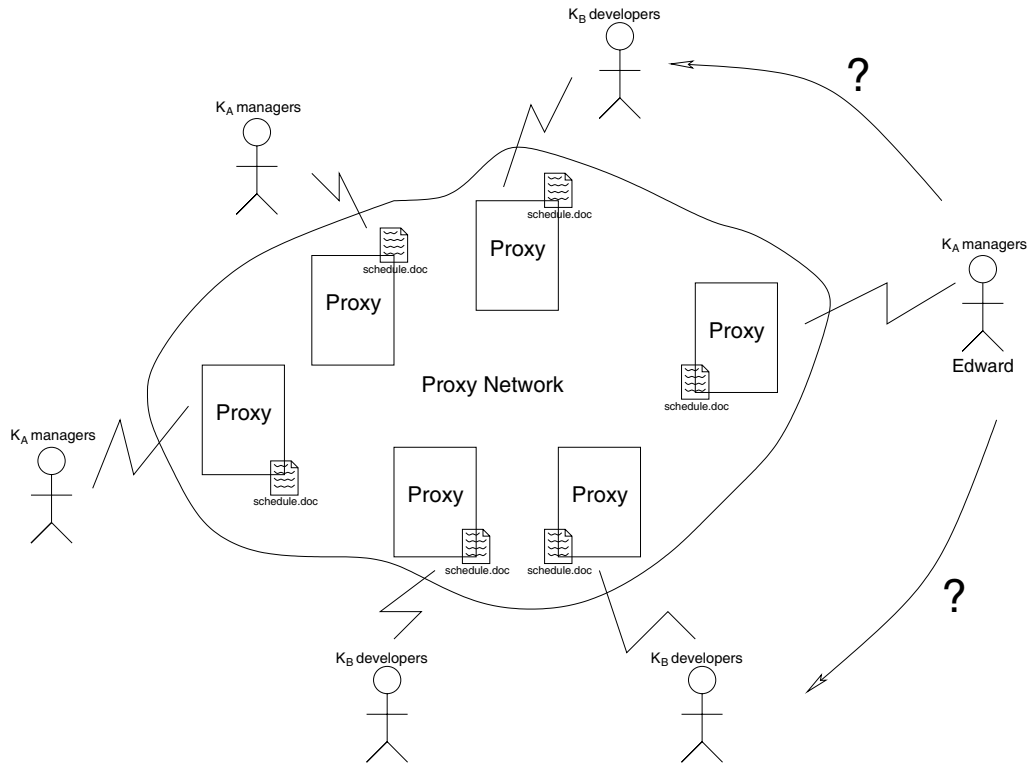 K_B developers
?
K_A managers
schedule.doc
Proxy
schedule.doc
Proxy
K_A managers
Proxy
Edward
Proxy Network
schedule.doc
Proxy
K_A managers
schedule.doc
Proxy
Proxy
schedule.doc
schedule.doc
?
K_B developers
K_B developers